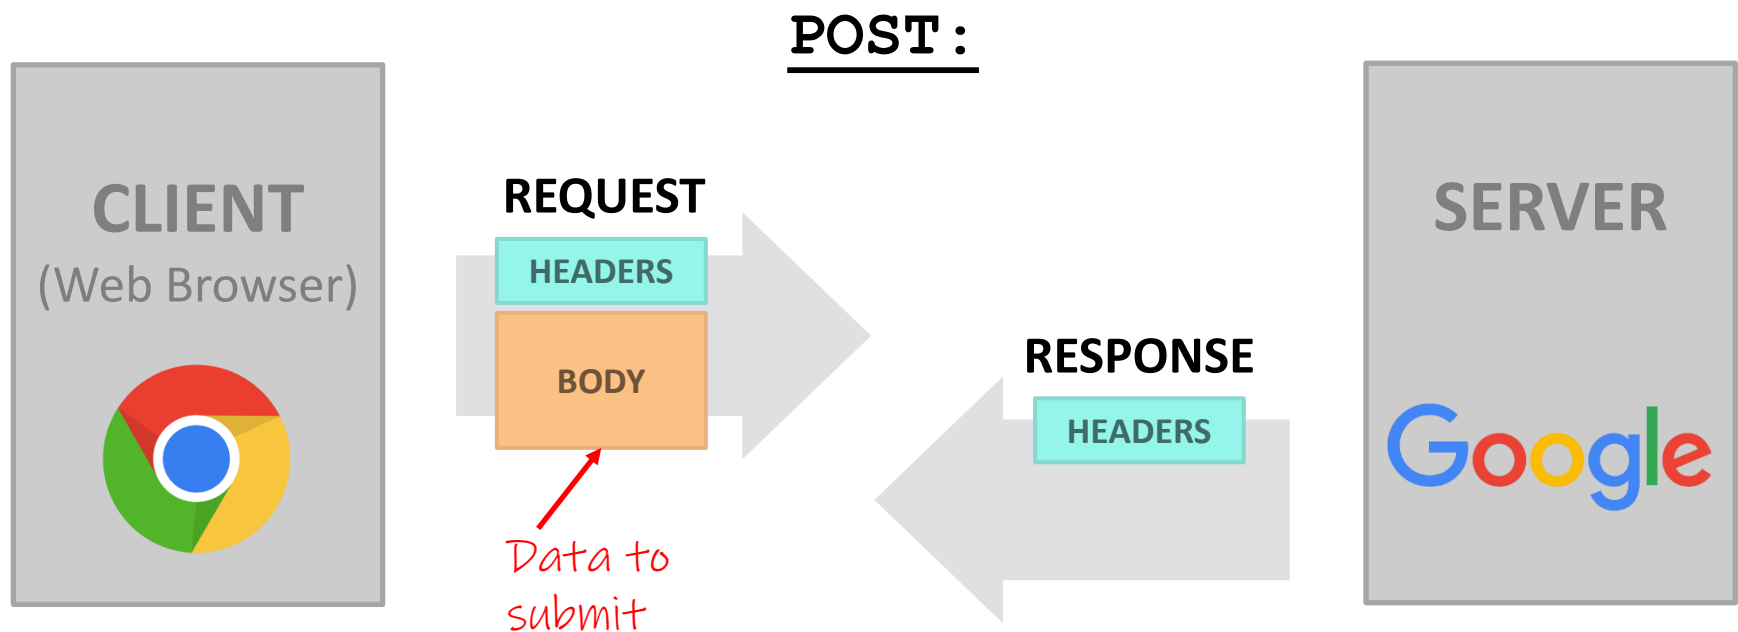 POST:
CLIENT
(Web Browser)
REQUEST
HEADERS
BODY
Data to
submit
RESPONSE
HEADERS
SERVER
Google